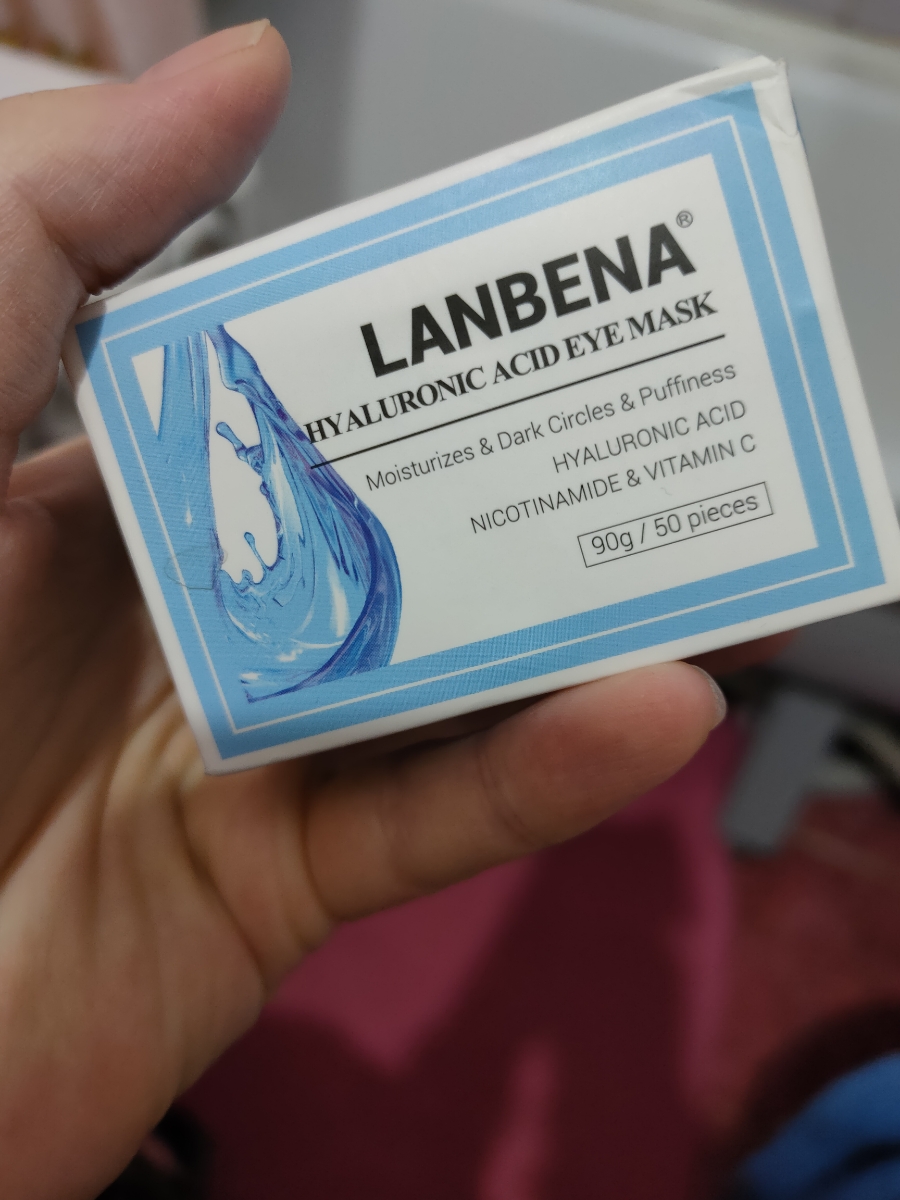 LANBENA®
HYALURONIC ACID EYE MASK
Moisturizes & Dark Circles & Puffiness
HYALURONIC ACID
NICOTINAMIDE & VITAMIN C
90g / 50 pieces